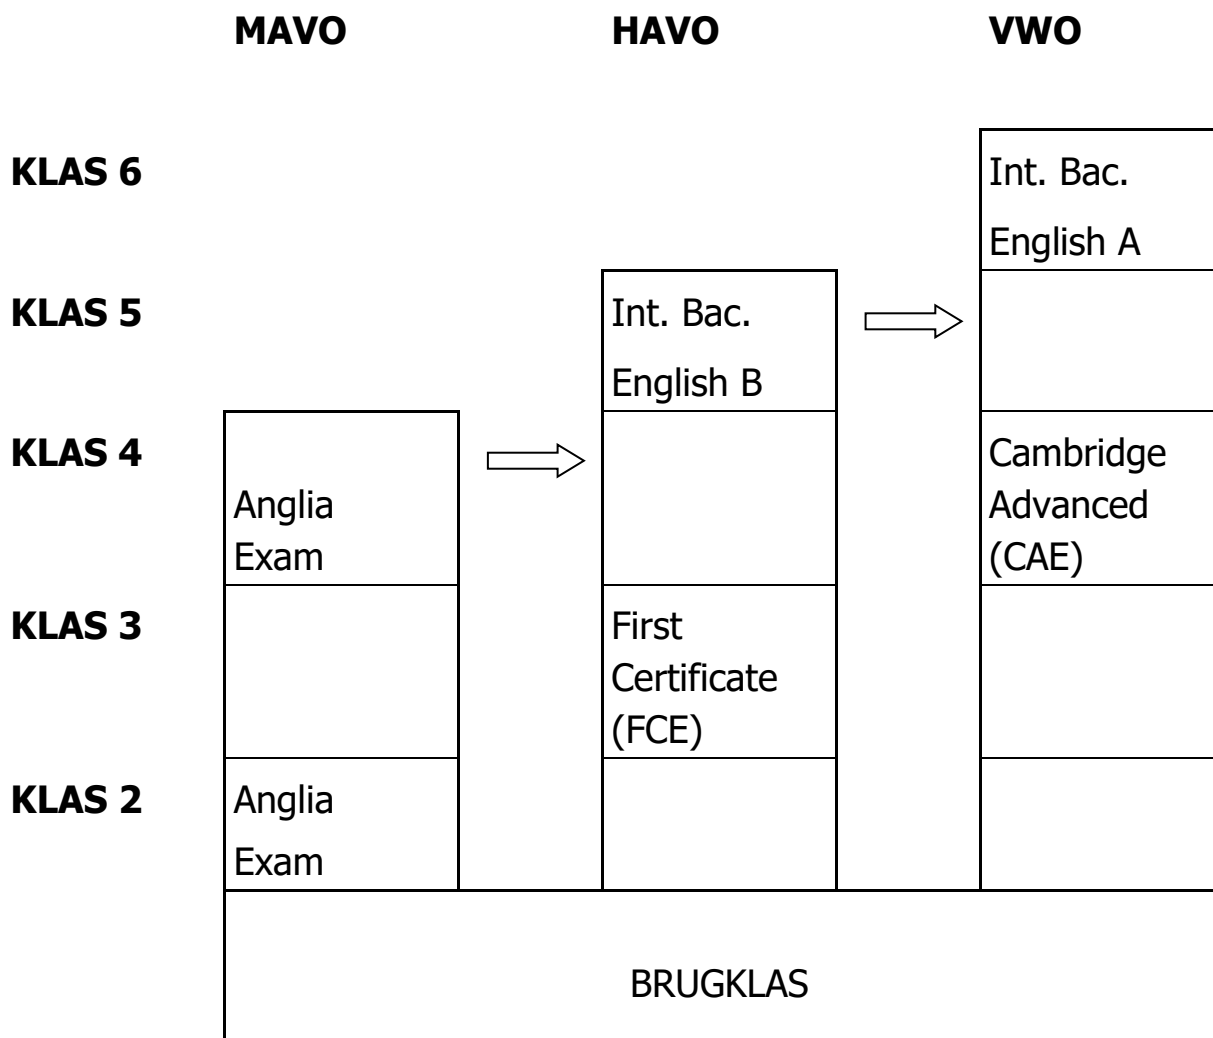 MAVO HAVO VWO
KLAS 6 Int. Bac.
English A
KLAS 5 Int. Bac.
English B
KLAS 4 Cambridge
Anglia Advanced
Exam (CAE)
KLAS 3 First
Certificate
(FCE)
KLAS 2 Anglia
Exam
BRUGKLAS